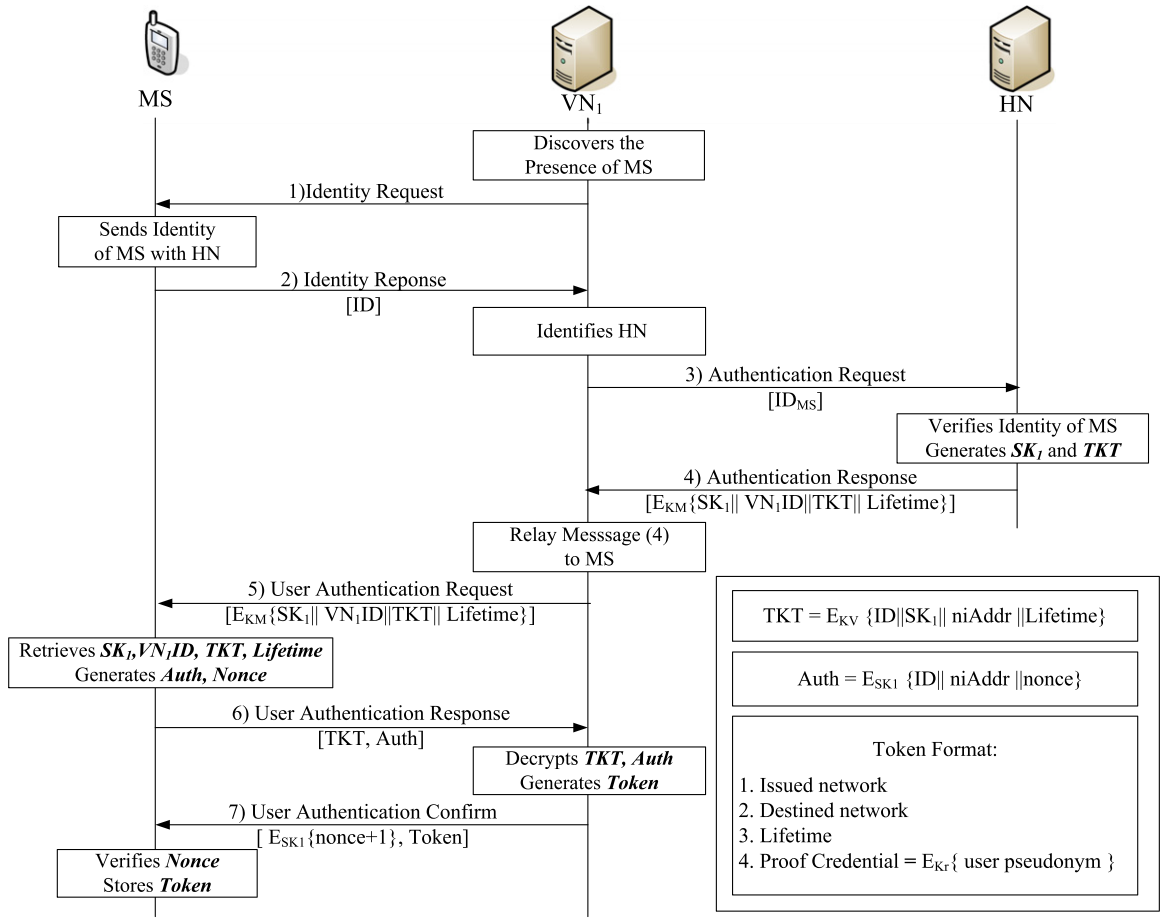 MS
VN1
HN
Discovers the
Presence of MS
1)Identity Request
Sends Identity
of MS with HN
2) Identity Reponse
[ID]
Identifies HN
3) Authentication Request
[IDMS]
Verifies Identity of MS
Generates SK1 and TKT
4) Authentication Response
[EKM{SK1|| VN1ID||TKT|| Lifetime}]
Relay Messsage (4)
to MS
5) User Authentication Request
[EKM{SK1|| VN1ID||TKT|| Lifetime}]
Retrieves SK1,VN1ID, TKT, Lifetime
Generates Auth, Nonce
6) User Authentication Response
[TKT, Auth]
Decrypts TKT, Auth
Generates Token
7) User Authentication Confirm
[ ESK1{nonce+1}, Token]
Verifies Nonce
Stores Token
TKT = EKV {ID||SK1|| niAddr ||Lifetime}
Auth = ESK1 {ID|| niAddr ||nonce}
Token Format:
1. Issued network
2. Destined network
3. Lifetime
4. Proof Credential = EKr{ user pseudonym }